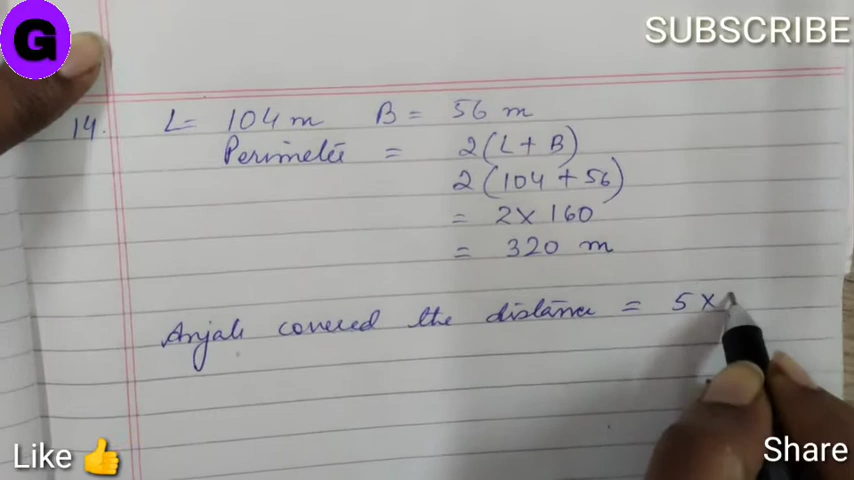 G
SUBSCRIBE
14. L= 104 m B = 56 m
Perimeter = 2(L+B)
2(104+56)
= 2×160
= 320 m
Anjali covered the distance = 5×
Like 👍
Share